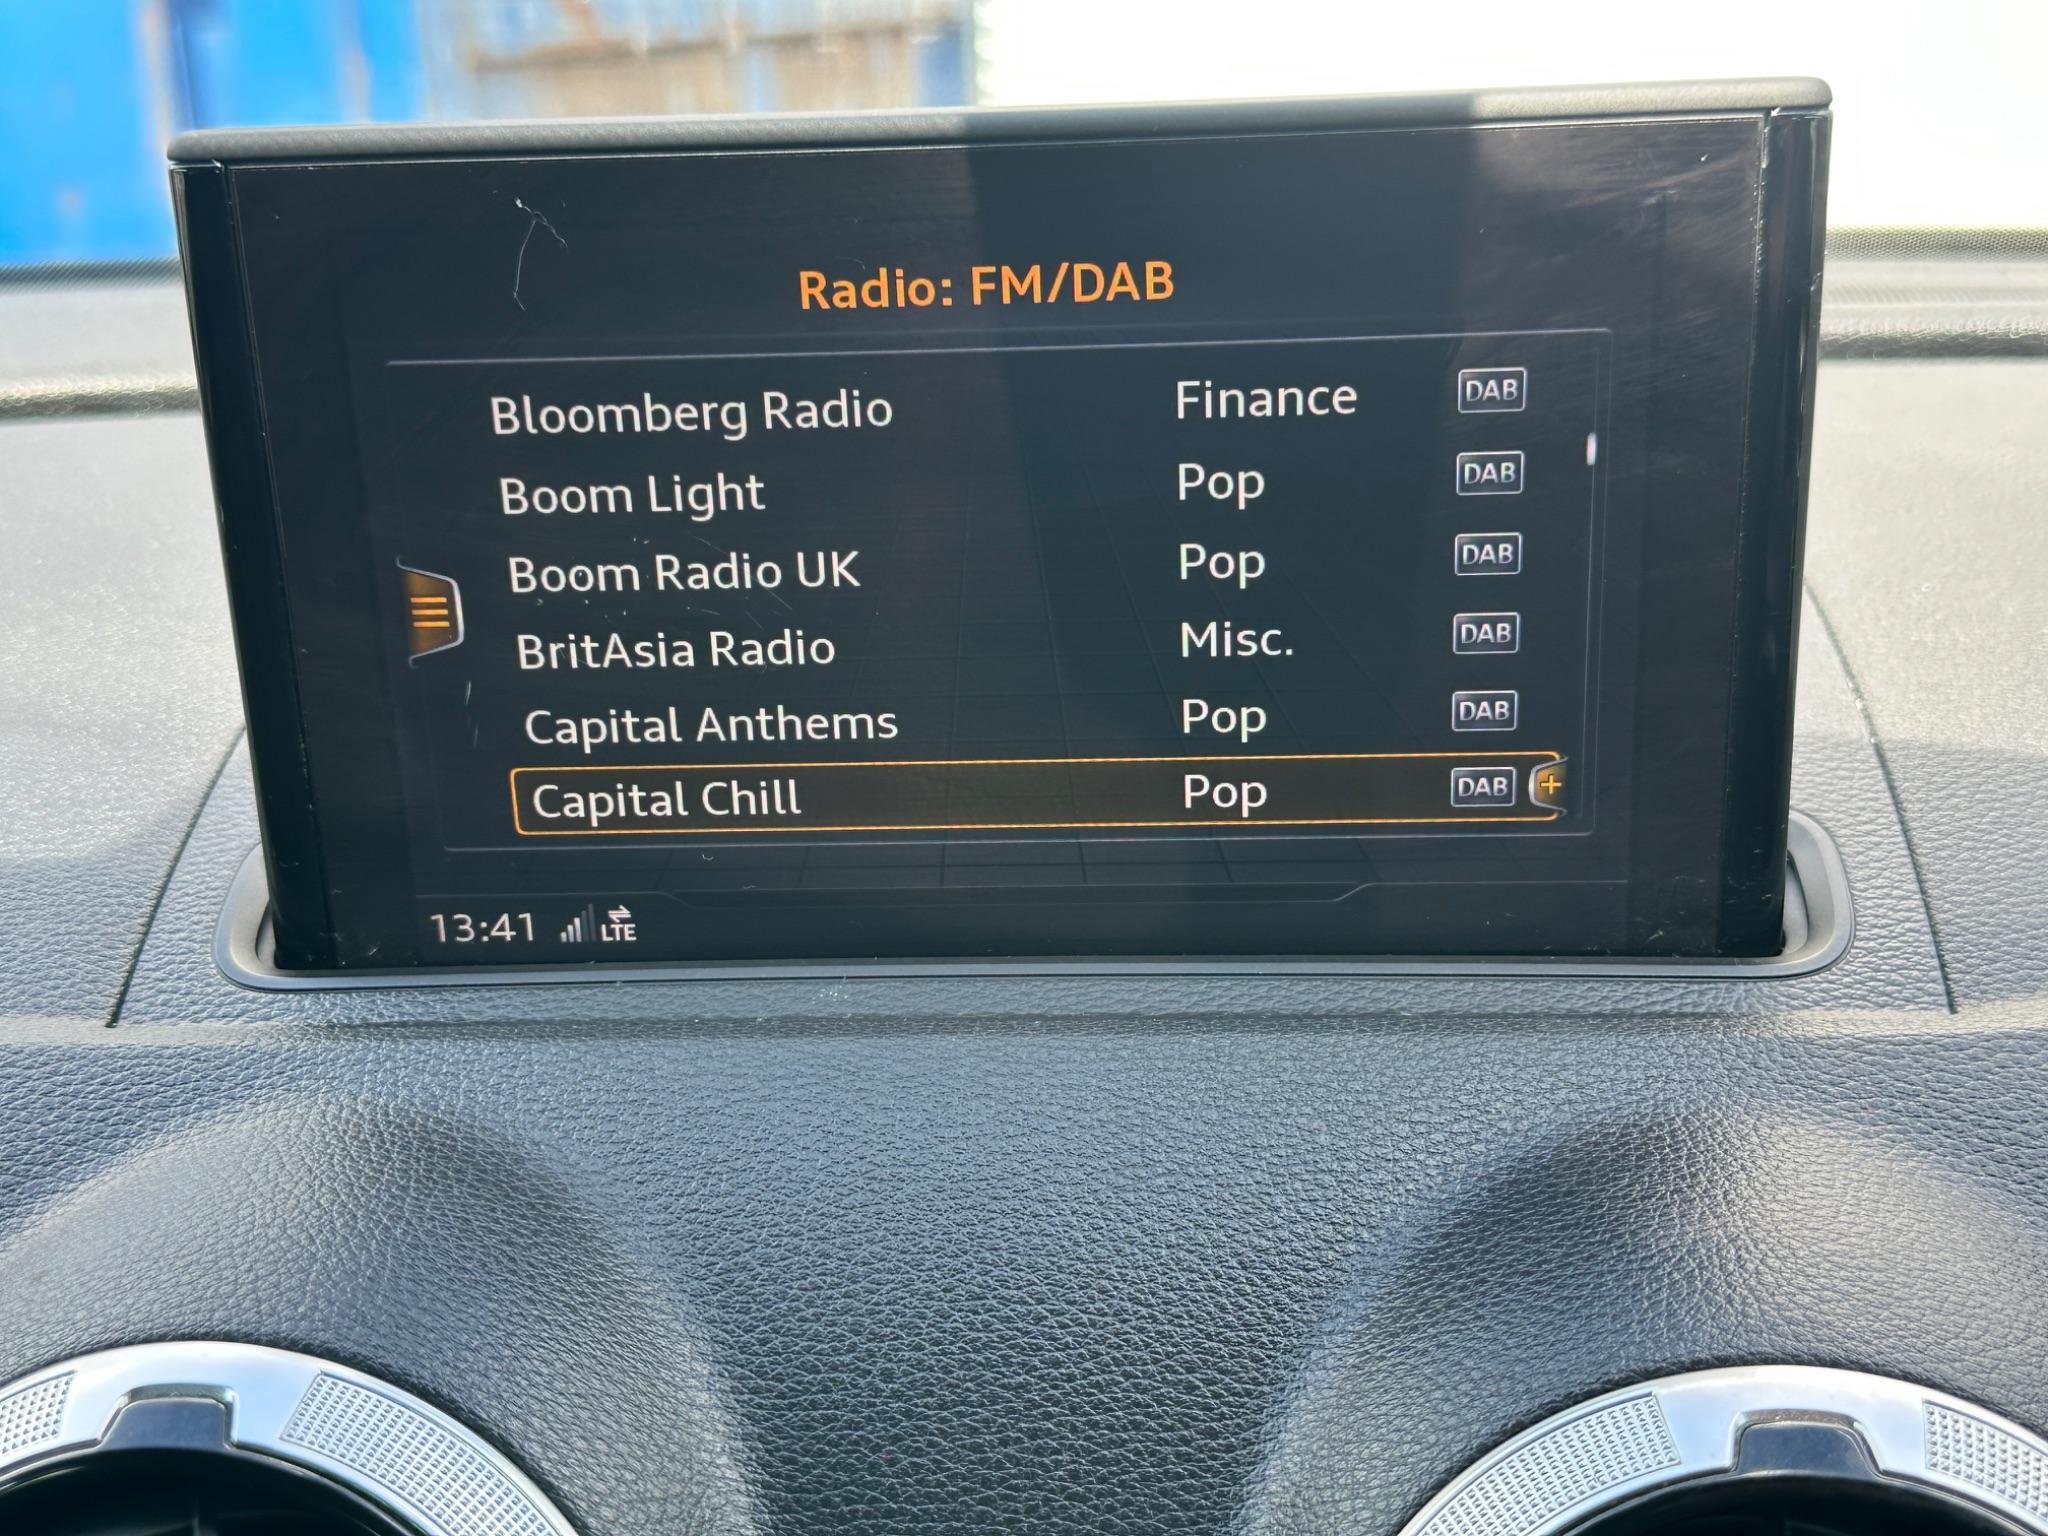 Radio: FM/DAB
Bloomberg Radio Finance DAB
Boom Light Pop DAB
Boom Radio UK Pop DAB
BritAsia Radio Misc. DAB
Capital Anthems Pop DAB
Capital Chill Pop DAB +
13:41 LTE